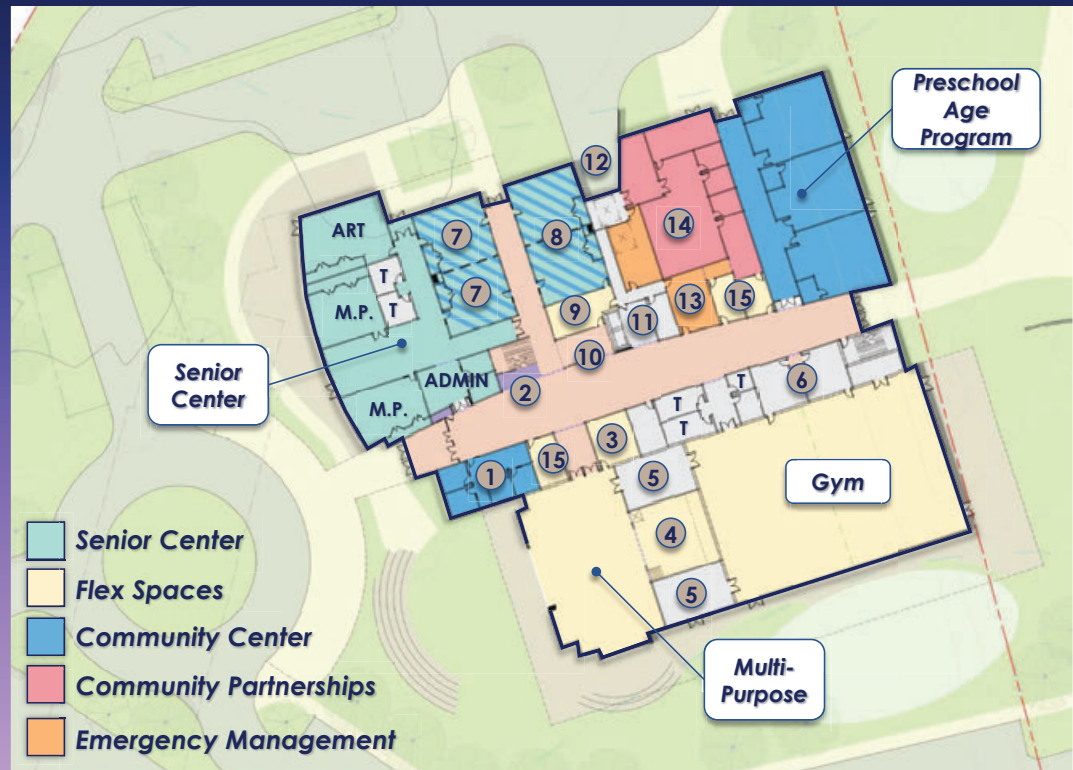 Preschool
Age
Program
12
ART
7
8
14
T
7
M.P.
T
9
13
15
11
10
Senior
Center
ADMIN
2
6
T
M.P.
T
T
3
15
1
5
Gym
4
5
Senior Center
Flex Spaces
Community Center
Community Partnerships
Emergency Management
Multi-
Purpose